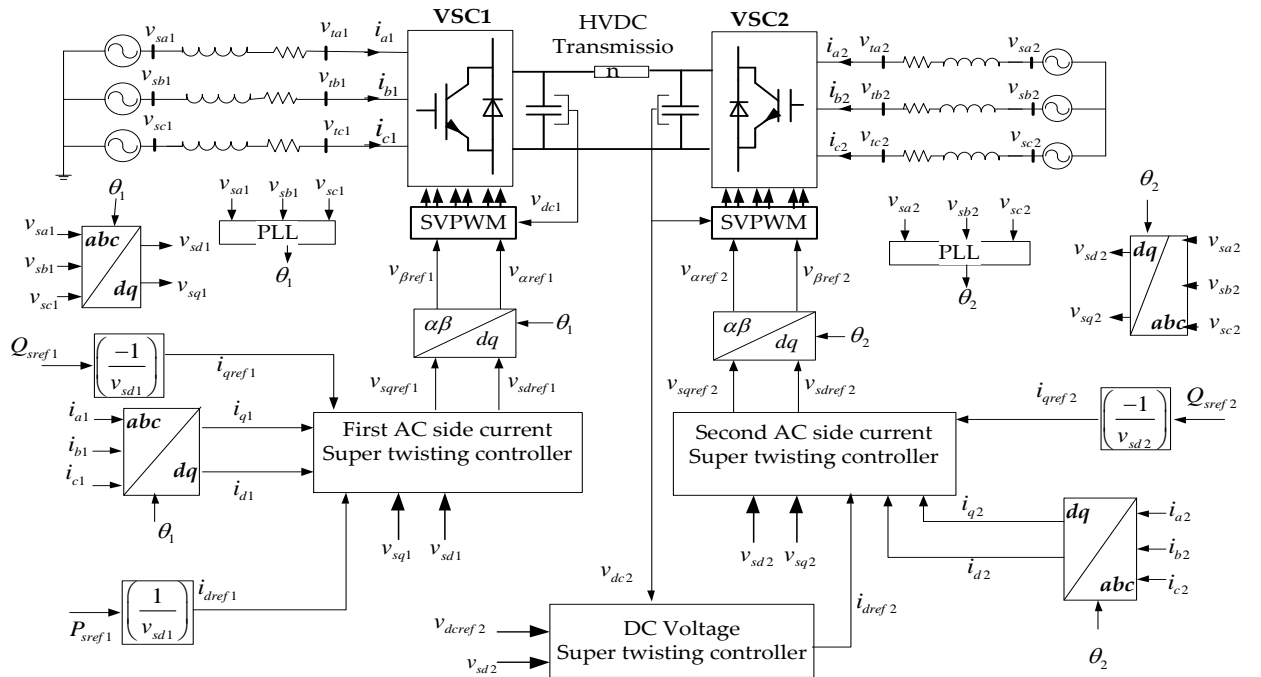 VSC1
HVDC
Transmissio
n
VSC2
v_sa1
v_ta1
i_a1
v_sb1
v_tb1
i_b1
v_sc1
v_tc1
i_c1
i_a2
v_ta2
v_sa2
i_b2
v_tb2
v_sb2
i_c2
v_tc2
v_sc2
θ_1
v_sa1
v_sb1
v_sc1
abc
dq
v_sd1
v_sq1
v_sa1
v_sb1
v_sc1
PLL
θ_1
SVPWM
v_dc1
SVPWM
v_sa2
v_sb2
v_sc2
PLL
θ_2
θ_2
v_sd2
v_sq2
dq
abc
v_sa2
v_sb2
v_sc2
v_βref1
v_αref1
αβ
dq
θ_1
v_αref2
v_βref2
αβ
dq
θ_2
v_sqref1
v_sdref1
v_sqref2
v_sdref2
Q_sref1
(-1/v_sd1)
i_qref1
i_a1
i_b1
i_c1
abc
dq
i_q1
i_d1
θ_1
First AC side current
Super twisting controller
v_sq1
v_sd1
P_sref1
(1/v_sd1)
i_dref1
Second AC side current
Super twisting controller
v_sd2
v_sq2
i_qref2
(-1/v_sd2)
Q_sref2
i_q2
i_d2
dq
abc
i_a2
i_b2
i_c2
θ_2
v_dc2
v_dcref2
v_sd2
DC Voltage
Super twisting controller
i_dref2